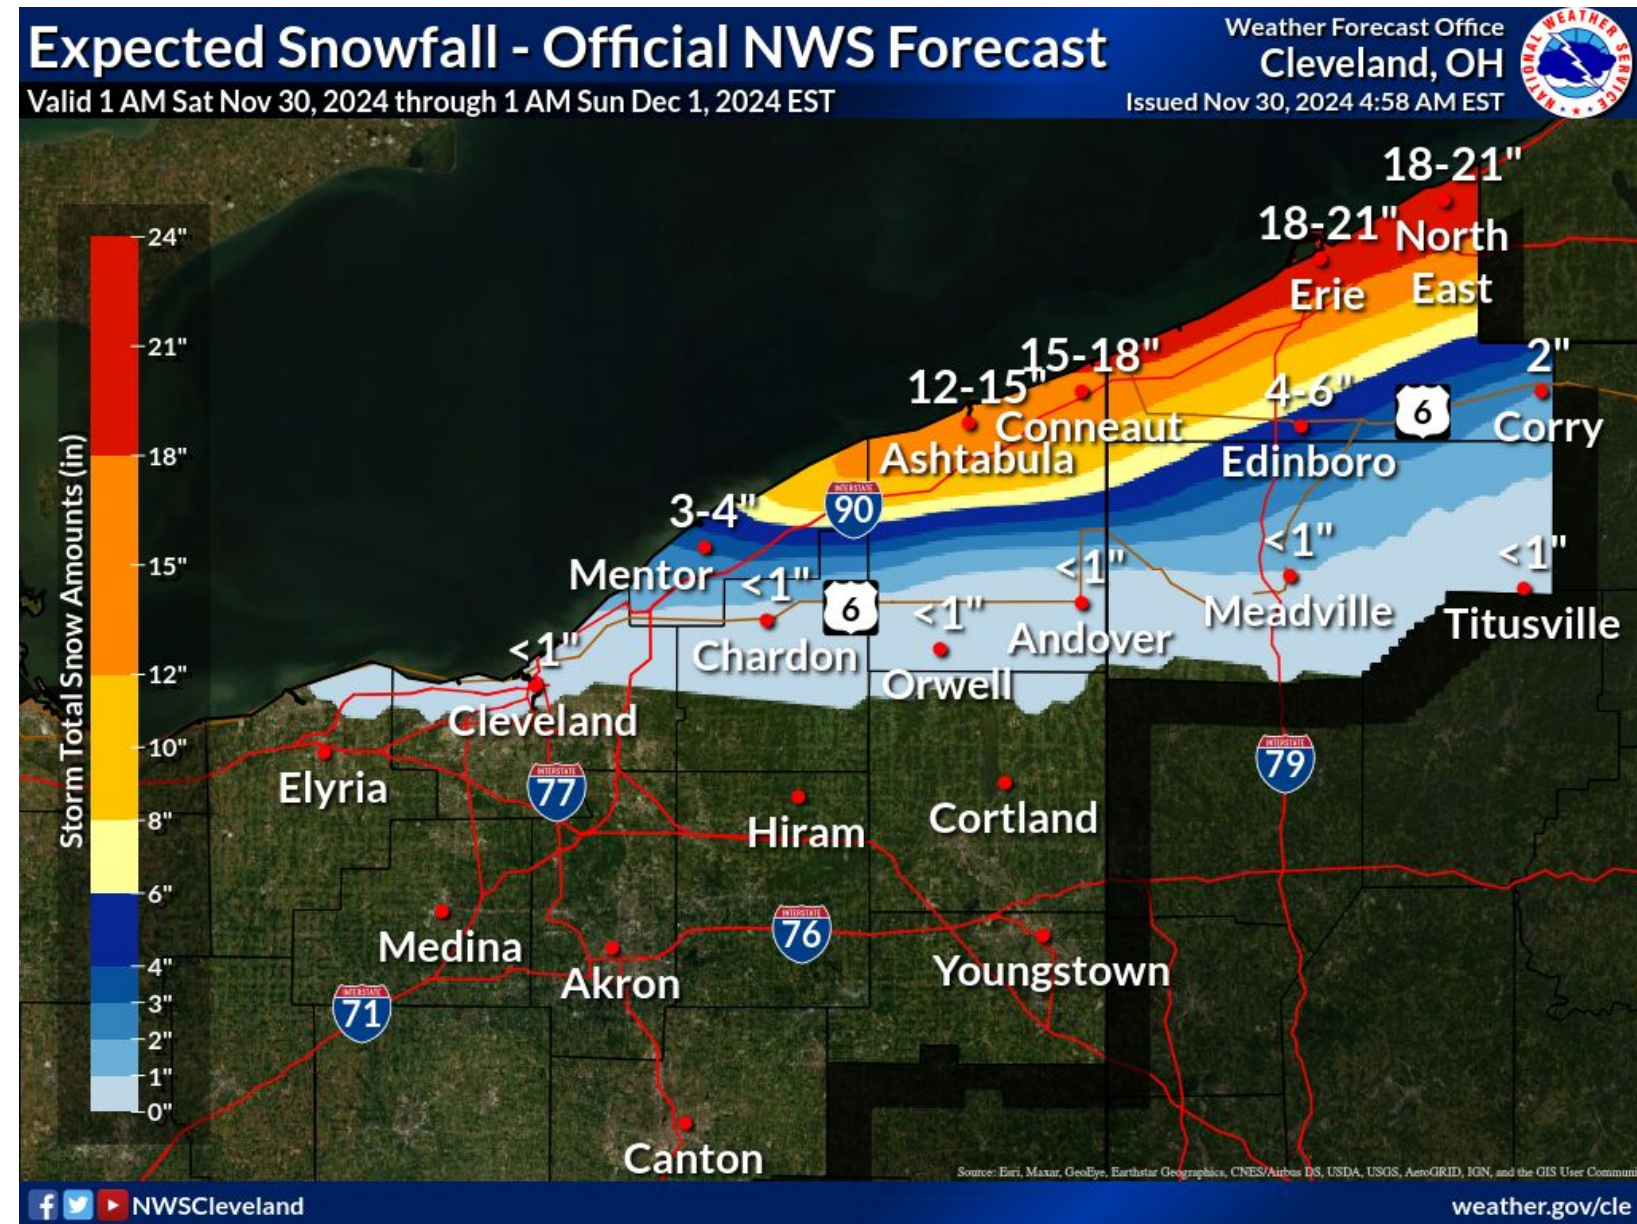 Expected Snowfall - Official NWS Forecast
Valid 1 AM Sat Nov 30, 2024 through 1 AM Sun Dec 1, 2024 EST
Weather Forecast Office
Cleveland, OH
Issued Nov 30, 2024 4:58 AM EST
NATIONAL WEATHER SERVICE
Storm Total Snow Amounts (in)
24"
21"
18"
15"
12"
10"
8"
6"
4"
3"
2"
1"
0"
18-21"
North
East
18-21"
Erie
15-18"
Conneaut
12-15"
Ashtabula
2"
Corry
4-6"
Edinboro
6
3-4"
Mentor
INTERSTATE
90
<1"
Chardon
6
<1"
Orwell
<1"
Andover
<1"
Meadville
<1"
Titusville
<1"
Cleveland
Elyria
INTERSTATE
77
Hiram
Cortland
INTERSTATE
79
Medina
Akron
INTERSTATE
76
Youngstown
INTERSTATE
71
Canton
Source: Esri, Maxar, GeoEye, Earthstar Geographics, CNES/Airbus DS, USDA, USGS, AeroGRID, IGN, and the GIS User Communi
NWSCleveland
weather.gov/cle